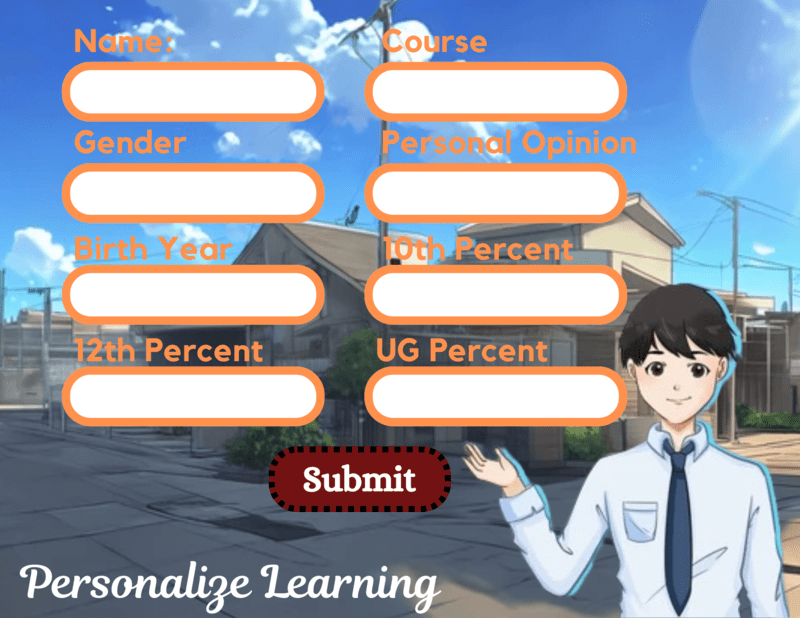 Name:
Course
Gender
Personal Opinion
Birth Year
10th Percent
12th Percent
UG Percent
Submit
Personalize Learning